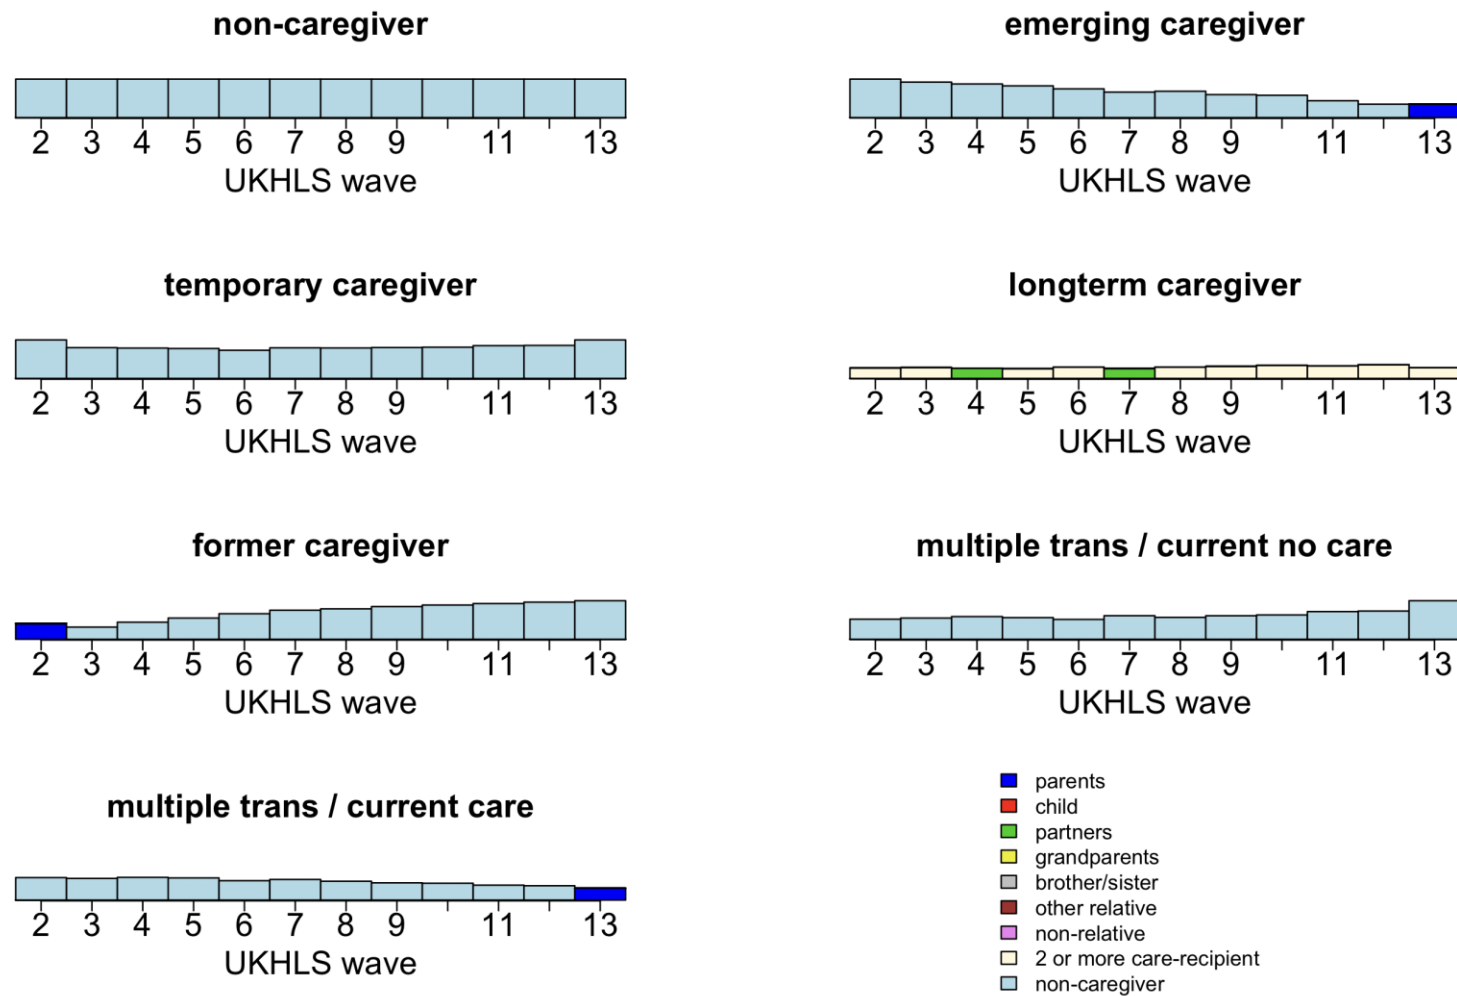 non-caregiver
2 3 4 5 6 7 8 9 11 13
UKHLS wave
emerging caregiver
2 3 4 5 6 7 8 9 11 13
UKHLS wave
temporary caregiver
2 3 4 5 6 7 8 9 11 13
UKHLS wave
longterm caregiver
2 3 4 5 6 7 8 9 11 13
UKHLS wave
former caregiver
2 3 4 5 6 7 8 9 11 13
UKHLS wave
multiple trans / current no care
2 3 4 5 6 7 8 9 11 13
UKHLS wave
multiple trans / current care
2 3 4 5 6 7 8 9 11 13
UKHLS wave
parents
child
partners
grandparents
brother/sister
other relative
non-relative
2 or more care-recipient
non-caregiver